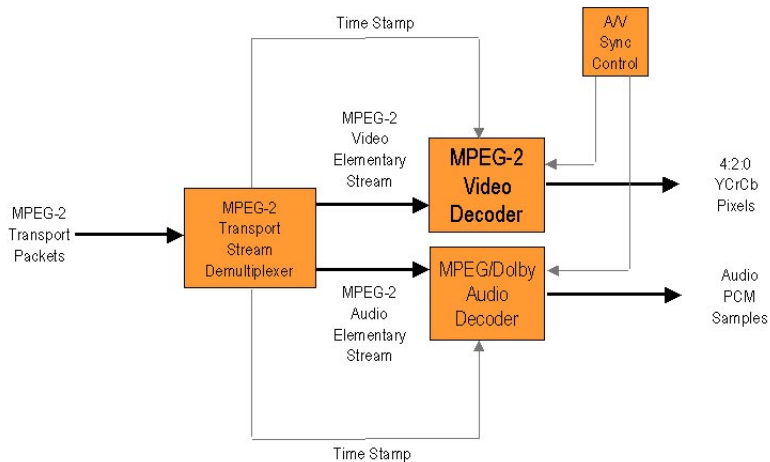 Time Stamp
A/V
Sync
Control
MPEG-2
Video
Elementary
Stream
MPEG-2
Video
Decoder
4:2:0
YCrCb
Pixels
MPEG-2
Transport
Packets
MPEG-2
Transport
Stream
Demultiplexer
MPEG/Dolby
Audio
Decoder
Audio
PCM
Samples
MPEG-2
Audio
Elementary
Stream
Time Stamp